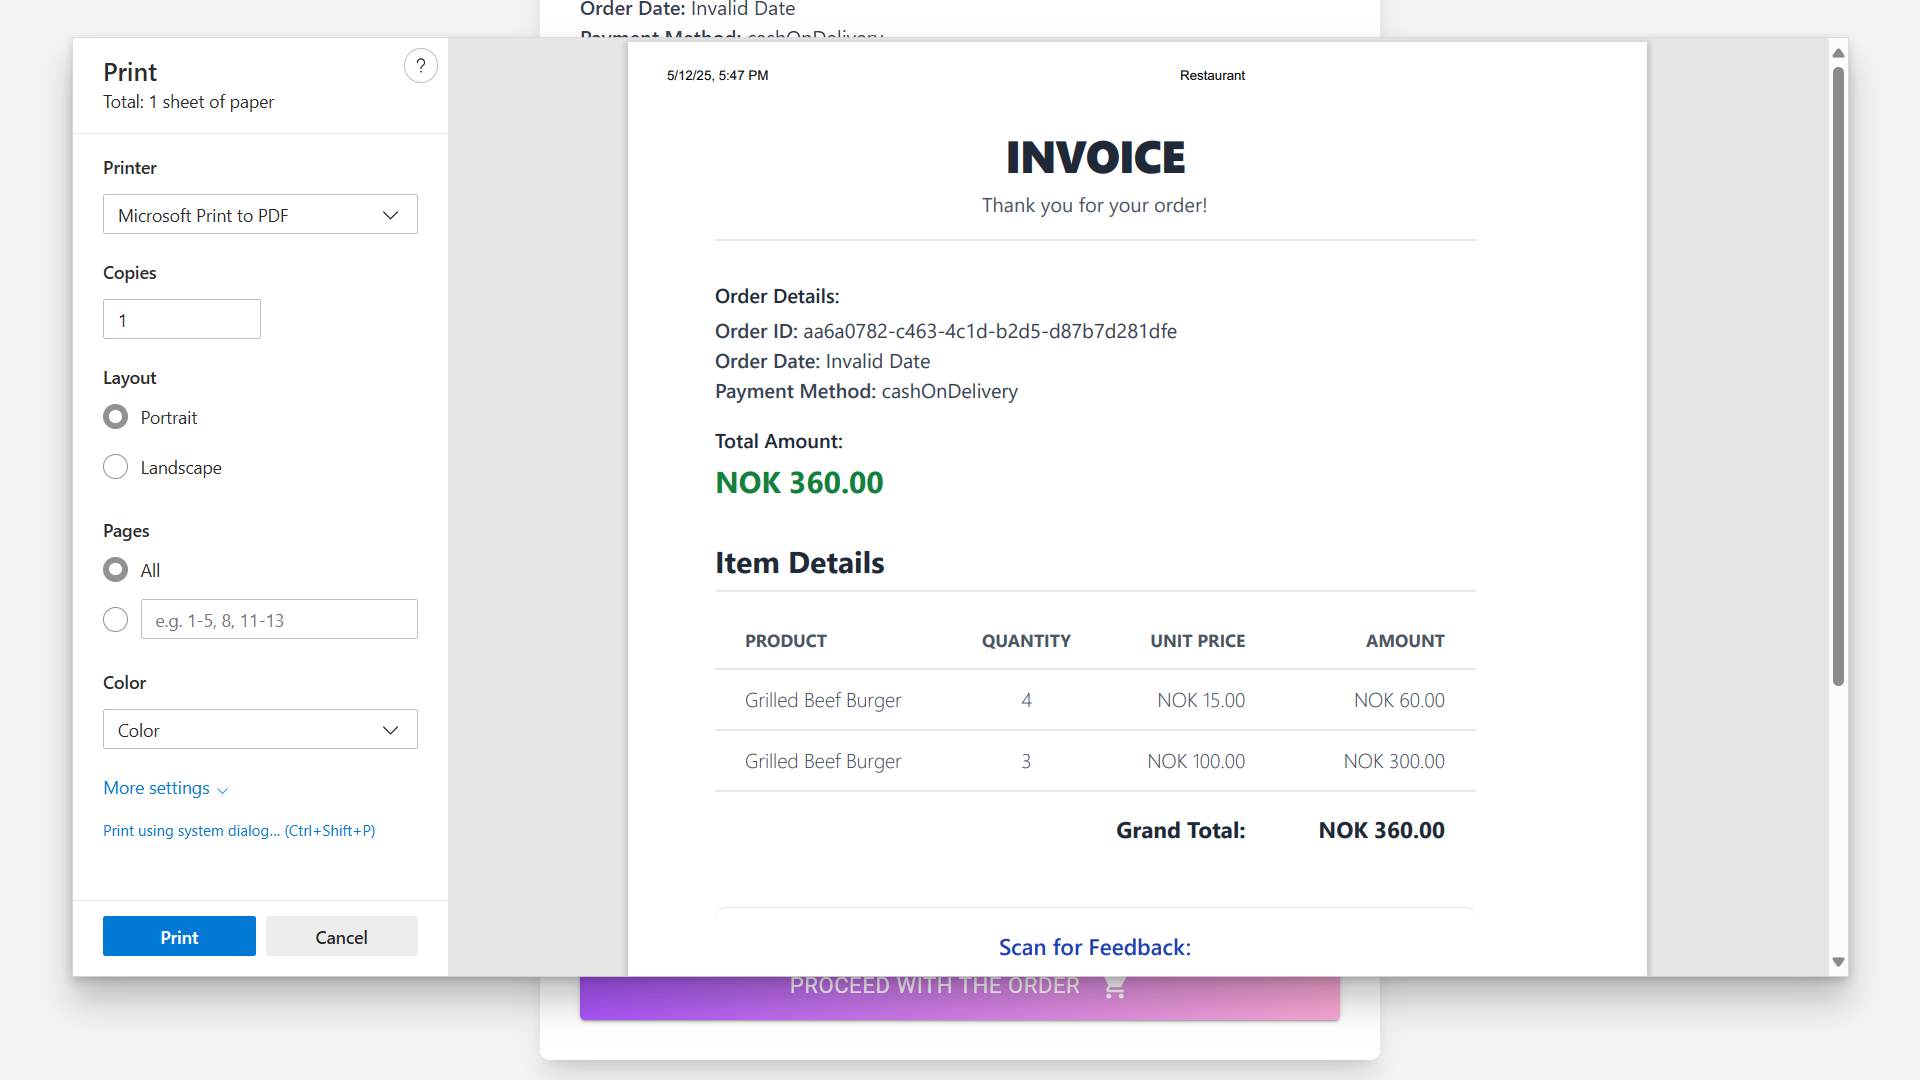 Order Date: Invalid Date
Payment Method: cashOnDelivery
Print
?
Total: 1 sheet of paper
Printer
Microsoft Print to PDF
Copies
1
Layout
Portrait
Landscape
Pages
All
e.g. 1-5, 8, 11-13
Color
Color
More settings
Print using system dialog... (Ctrl+Shift+P)
Print
Cancel
5/12/25, 5:47 PM
Restaurant
INVOICE
Thank you for your order!
Order Details:
Order ID: aa6a0782-c463-4c1d-b2d5-d87b7d281dfe
Order Date: Invalid Date
Payment Method: cashOnDelivery
Total Amount:
NOK 360.00
Item Details
PRODUCT QUANTITY UNIT PRICE AMOUNT
Grilled Beef Burger 4 NOK 15.00 NOK 60.00
Grilled Beef Burger 3 NOK 100.00 NOK 300.00
Grand Total: NOK 360.00
Scan for Feedback:
PROCEED WITH THE ORDER